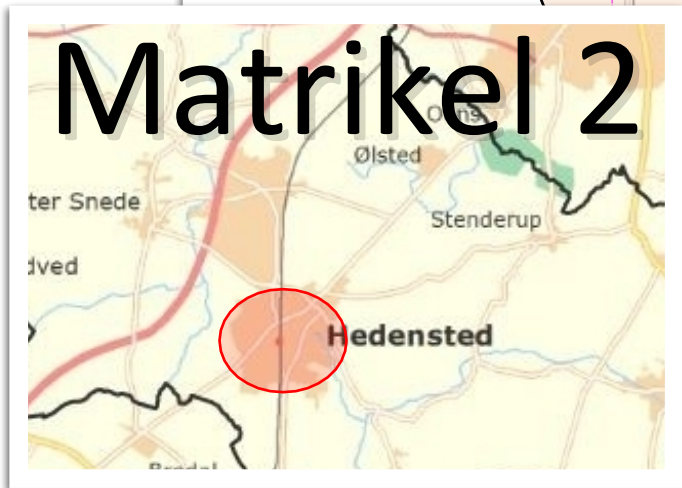 Matrikel 2
Ølsted
ter Snede
Stenderup
dved
Hedensted